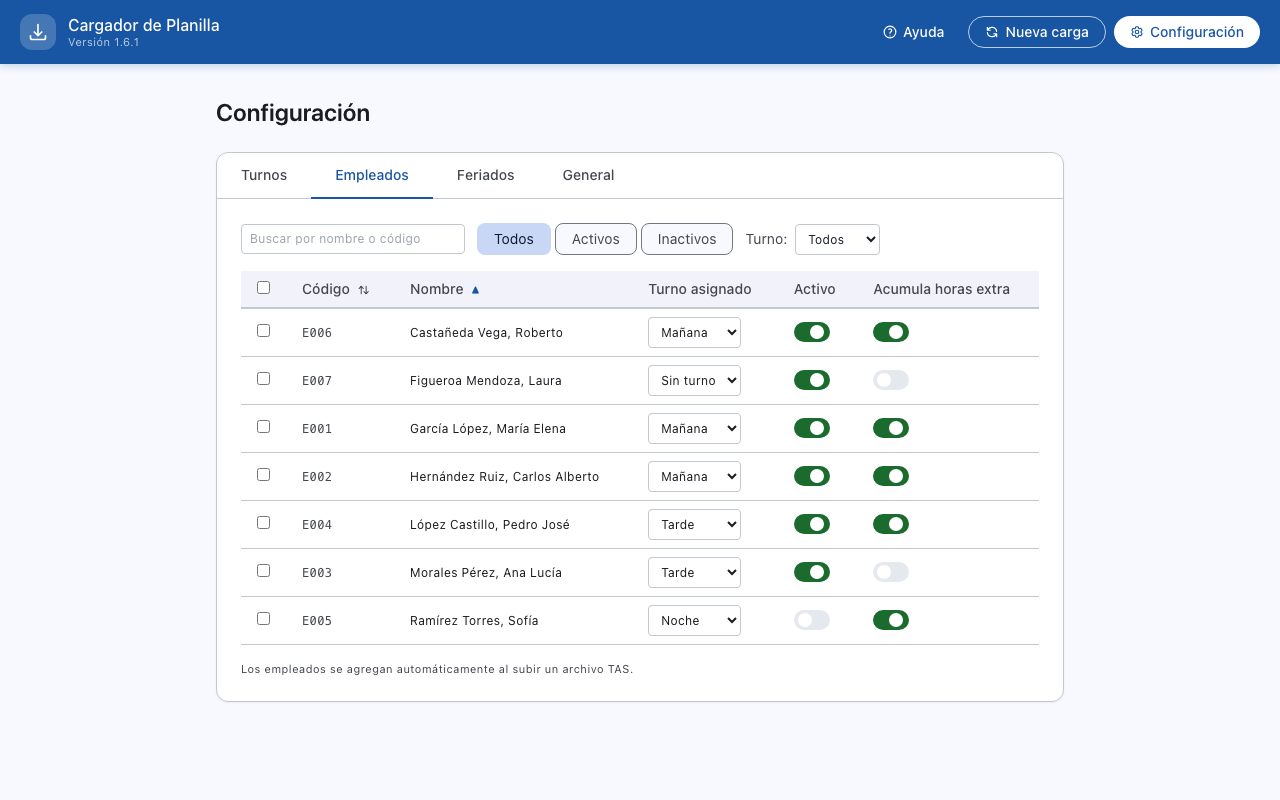 Cargador de Planilla
Versión 1.6.1
Ayuda
Nueva carga
Configuración
Configuración
Turnos Empleados Feriados General
Buscar por nombre o código Todos Activos Inactivos Turno: Todos
Código Nombre Turno asignado Activo Acumula horas extra
E006 Castañeda Vega, Roberto Mañana
E007 Figueroa Mendoza, Laura Sin turno
E001 García López, María Elena Mañana
E002 Hernández Ruiz, Carlos Alberto Mañana
E004 López Castillo, Pedro José Tarde
E003 Morales Pérez, Ana Lucía Tarde
E005 Ramírez Torres, Sofía Noche
Los empleados se agregan automáticamente al subir un archivo TAS.